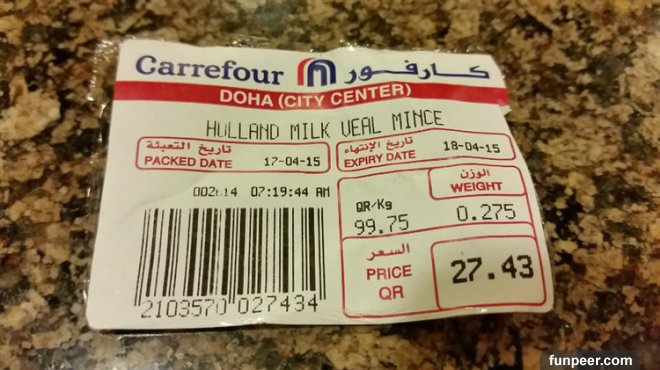 Carrefour كارفور
DOHA (CITY CENTER)
HOLLAND MILK VEAL MINCE
تاريخ التعبئة
PACKED DATE 17-04-15
تاريخ الإنتهاء
EXPIRY DATE 18-04-15
002614 07:19:44 AM
الوزن
WEIGHT
QR/Kg
99.75 0.275
السعر
PRICE
QR
27.43
2103570 027434
funpeer.com